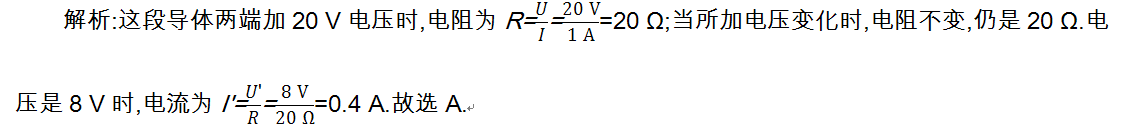 解析:这段导体两端加 20 V 电压时,电阻为 R=U/I=20 V/1 A=20 Ω;当所加电压变化时,电阻不变,仍是 20 Ω.电
压是 8 V 时,电流为 I'=U'/R=8 V/20 Ω=0.4 A.故选 A.↵